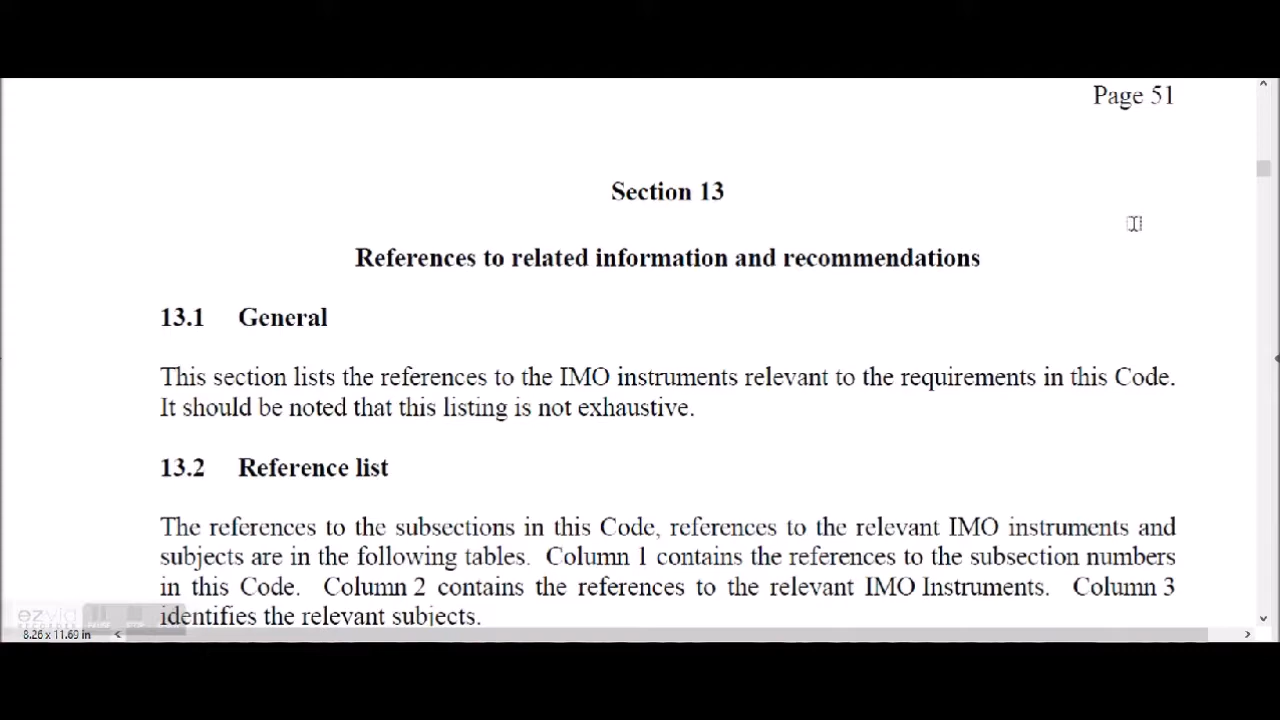 Page 51
Section 13
References to related information and recommendations
13.1 General
This section lists the references to the IMO instruments relevant to the requirements in this Code.
It should be noted that this listing is not exhaustive.
13.2 Reference list
The references to the subsections in this Code, references to the relevant IMO instruments and
subjects are in the following tables. Column 1 contains the references to the subsection numbers
in this Code. Column 2 contains the references to the relevant IMO Instruments. Column 3
identifies the relevant subjects.
ezvid
RECORDER
8.26 x 11.69 in